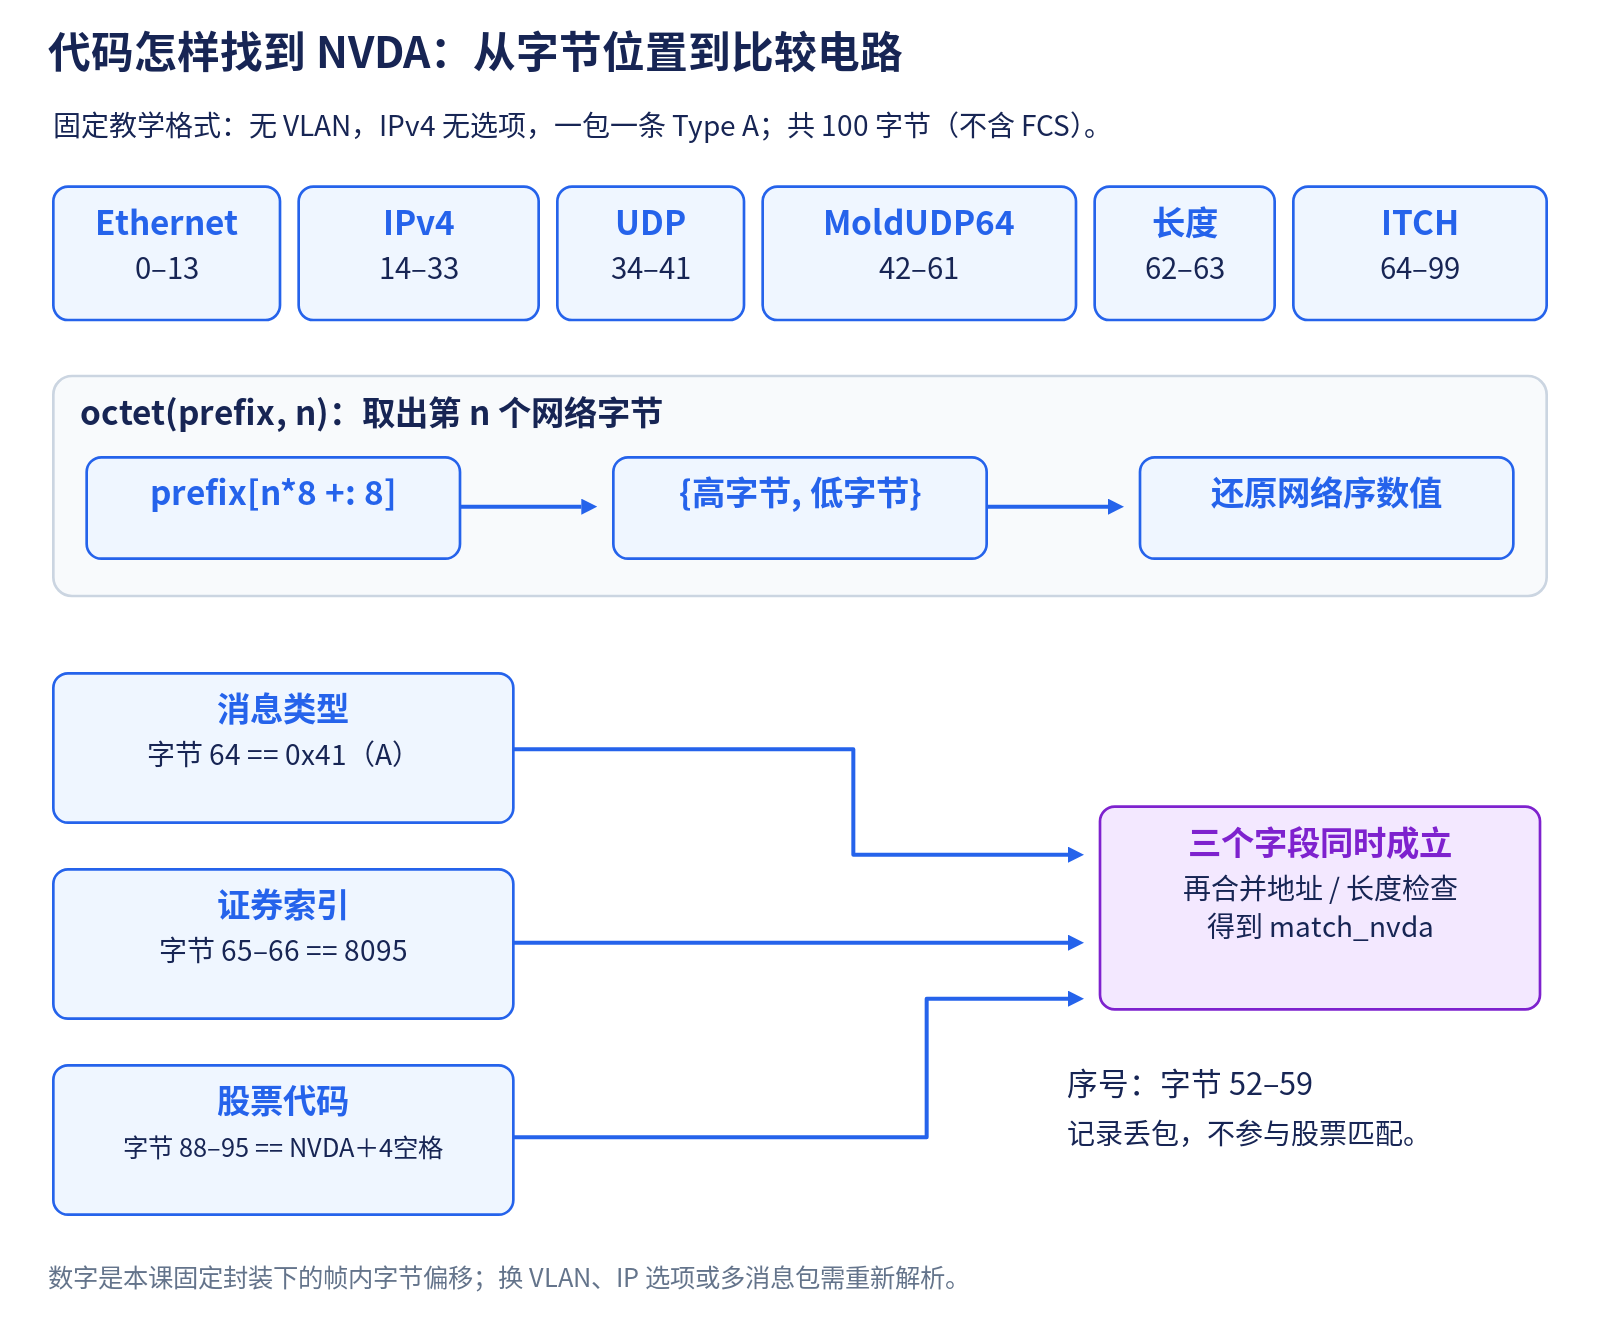 代码怎样找到 NVDA：从字节位置到比较电路
固定教学格式：无 VLAN，IPv4 无选项，一包一条 Type A；共 100 字节（不含 FCS）。
Ethernet
0–13
IPv4
14–33
UDP
34–41
MoldUDP64
42–61
长度
62–63
ITCH
64–99
octet(prefix, n)：取出第 n 个网络字节
prefix[n*8 +: 8]
{高字节, 低字节}
还原网络序数值
消息类型
字节 64 == 0x41（A）
证券索引
字节 65–66 == 8095
股票代码
字节 88–95 == NVDA＋4空格
三个字段同时成立
再合并地址 / 长度检查
得到 match_nvda
序号：字节 52–59
记录丢包，不参与股票匹配。
数字是本课固定封装下的帧内字节偏移；换 VLAN、IP 选项或多消息包需重新解析。